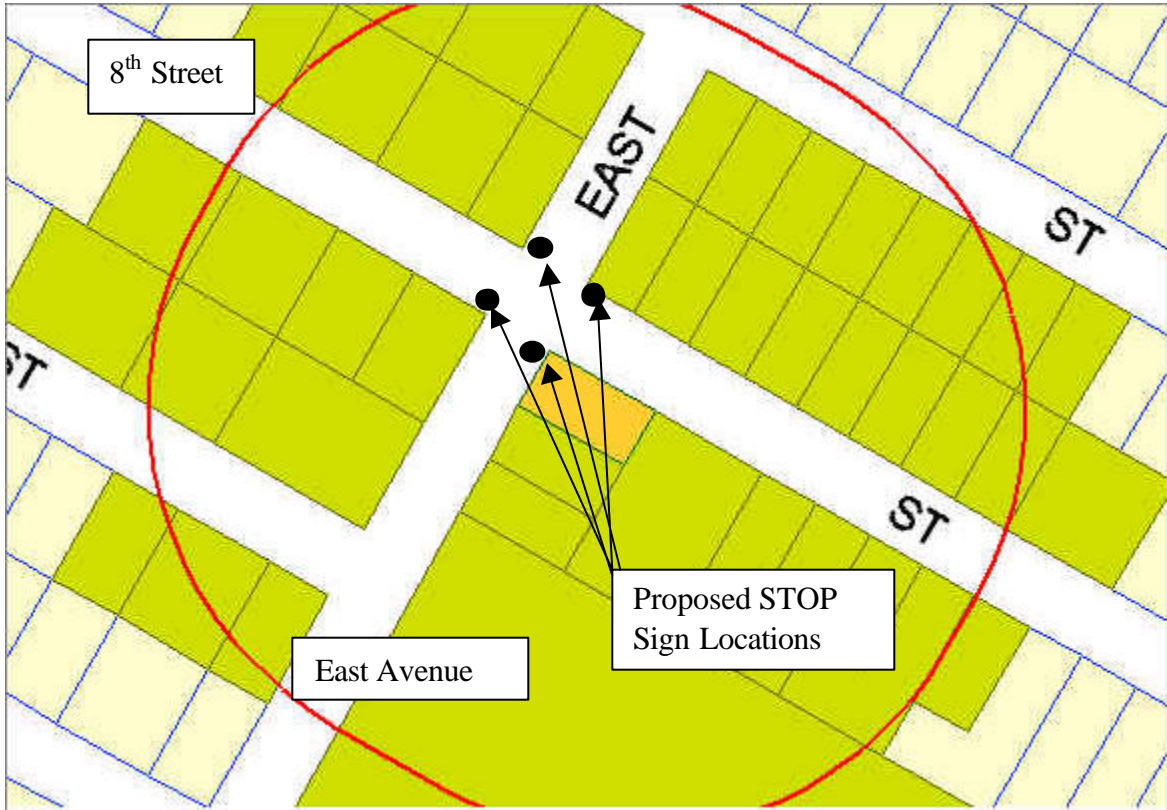 8th Street
EAST
ST
ST
ST
Proposed STOP
Sign Locations
East Avenue